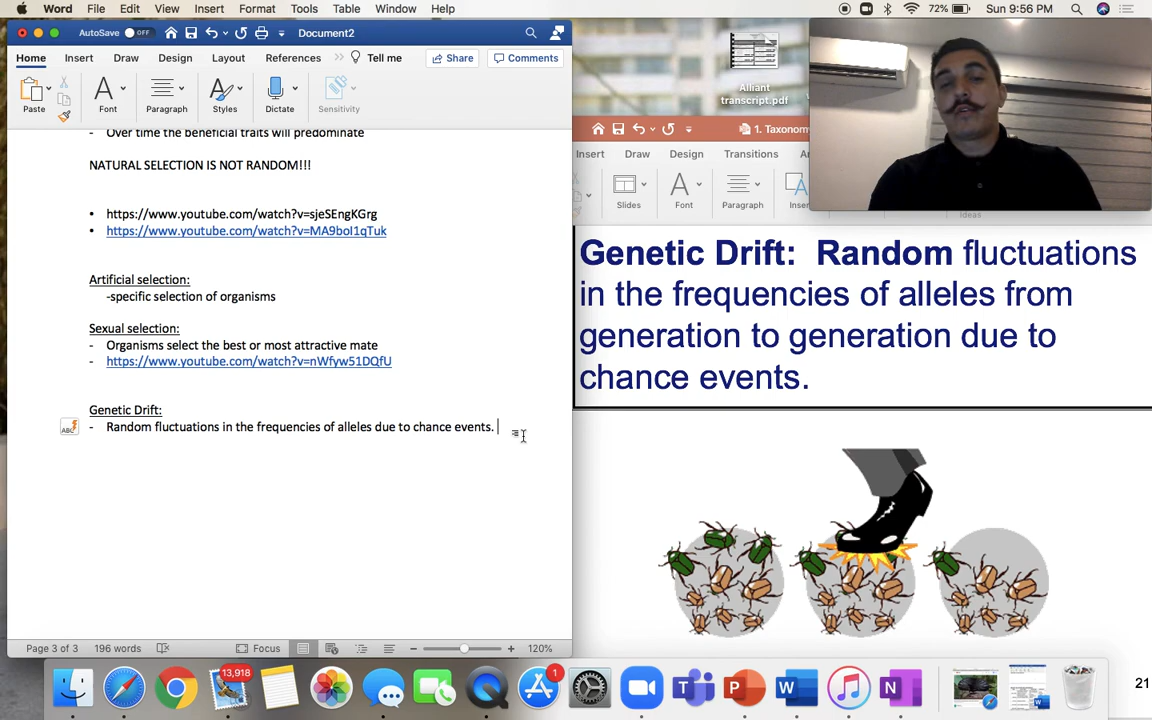 Word File Edit View Insert Format Tools Table Window Help 72% Sun 9:56 PM
AutoSave OFF Document2
Home Insert Draw Design Layout References Tell me Share Comments
Paste Font Paragraph Styles Dictate Sensitivity
- Over time the beneficial traits will predominate
NATURAL SELECTION IS NOT RANDOM!!!
• https://www.youtube.com/watch?v=sjeSEngKGrg
• https://www.youtube.com/watch?v=MA9boI1qTuk
Artificial selection:
-specific selection of organisms
Sexual selection:
- Organisms select the best or most attractive mate
- https://www.youtube.com/watch?v=nWfyw51DQfU
Genetic Drift:
ABC
- Random fluctuations in the frequencies of alleles due to chance events.
Page 3 of 3 196 words Focus 120%
Alliant
transcript.pdf
1. Taxonom
Insert Draw Design Transitions
Slides Font Paragraph Inser
Ideas
Genetic Drift: Random fluctuations
in the frequencies of alleles from
generation to generation due to
chance events.
13,918
1
21